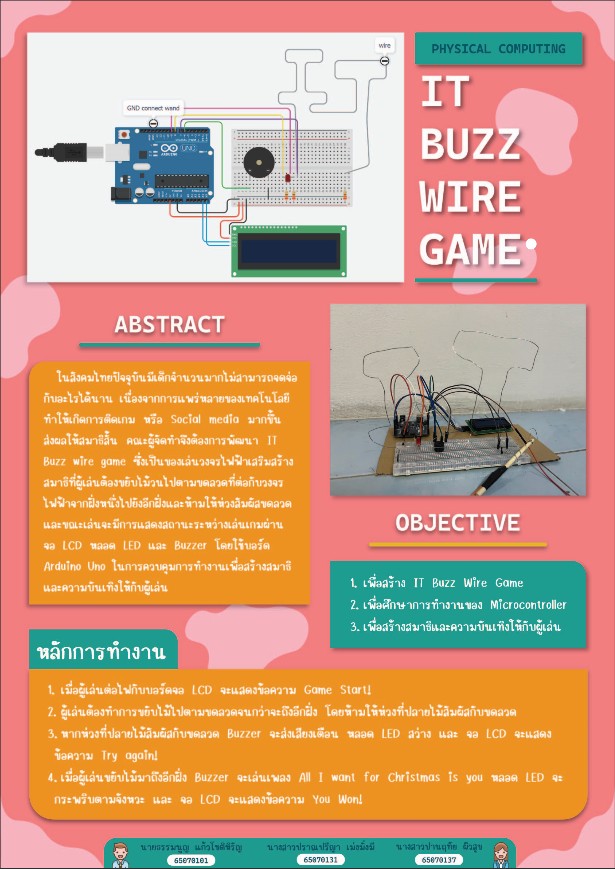 PHYSICAL COMPUTING
wire
GND connect wand
IT
BUZZ
WIRE
GAME
ABSTRACT
ในสังคมไทยปัจจุบันมีเด็กจำนวนมากไม่สามารถจดจ่อ
กับอะไรได้นาน เนื่องจากการแพร่หลายของเทคโนโลยี
ทำให้เกิดการติดเกม หรือ Social media มากขึ้น
ส่งผลให้สมาธิสั้น คณะผู้จัดทำจึงต้องการพัฒนา IT
Buzz wire game ซึ่งเป็นของเล่นวงจรไฟฟ้าเสริมสร้าง
สมาธิที่ผู้เล่นต้องขยับไม้วนไปตามขดลวดที่ต่อกับวงจร
ไฟฟ้าจากฝั่งหนึ่งไปยังอีกฝั่งและห้ามให้ห่วงสัมผัสขดลวด
และขณะเล่นจะมีการแสดงสถานะระหว่างเล่นเกมผ่าน
จอ LCD หลอด LED และ Buzzer โดยใช้บอร์ด
Arduino Uno ในการควบคุมการทำงานเพื่อสร้างสมาธิ
และความบันเทิงให้กับผู้เล่น
OBJECTIVE
1. เพื่อสร้าง IT Buzz Wire Game
2. เพื่อศึกษาการทำงานของ Microcontroller
3. เพื่อสร้างสมาธิและความบันเทิงให้กับผู้เล่น
หลักการทำงาน
1. เมื่อผู้เล่นต่อไฟกับบอร์ดจอ LCD จะแสดงข้อความ Game Start!
2. ผู้เล่นต้องทำการขยับไม้ไปตามขดลวดจนกว่าจะถึงอีกฝั่ง โดยห้ามให้ห่วงที่ปลายไม้สัมผัสกับขดลวด
3. หากห่วงที่ปลายไม้สัมผัสกับขดลวด Buzzer จะส่งเสียงเตือน หลอด LED สว่าง และ จอ LCD จะแสดง
ข้อความ Try again!
4. เมื่อผู้เล่นขยับไม้มาถึงอีกฝั่ง Buzzer จะเล่นเพลง All I want for Christmas is you หลอด LED จะ
กระพริบตามจังหวะ และ จอ LCD จะแสดงข้อความ You Won!
นายธรรมนูญ แก้วโชติหิรัญ นางสาวปราณปริญา เม่งมั่งมี นางสาวปานฤทัย ผิวสูข
65070101 65070131 65070137